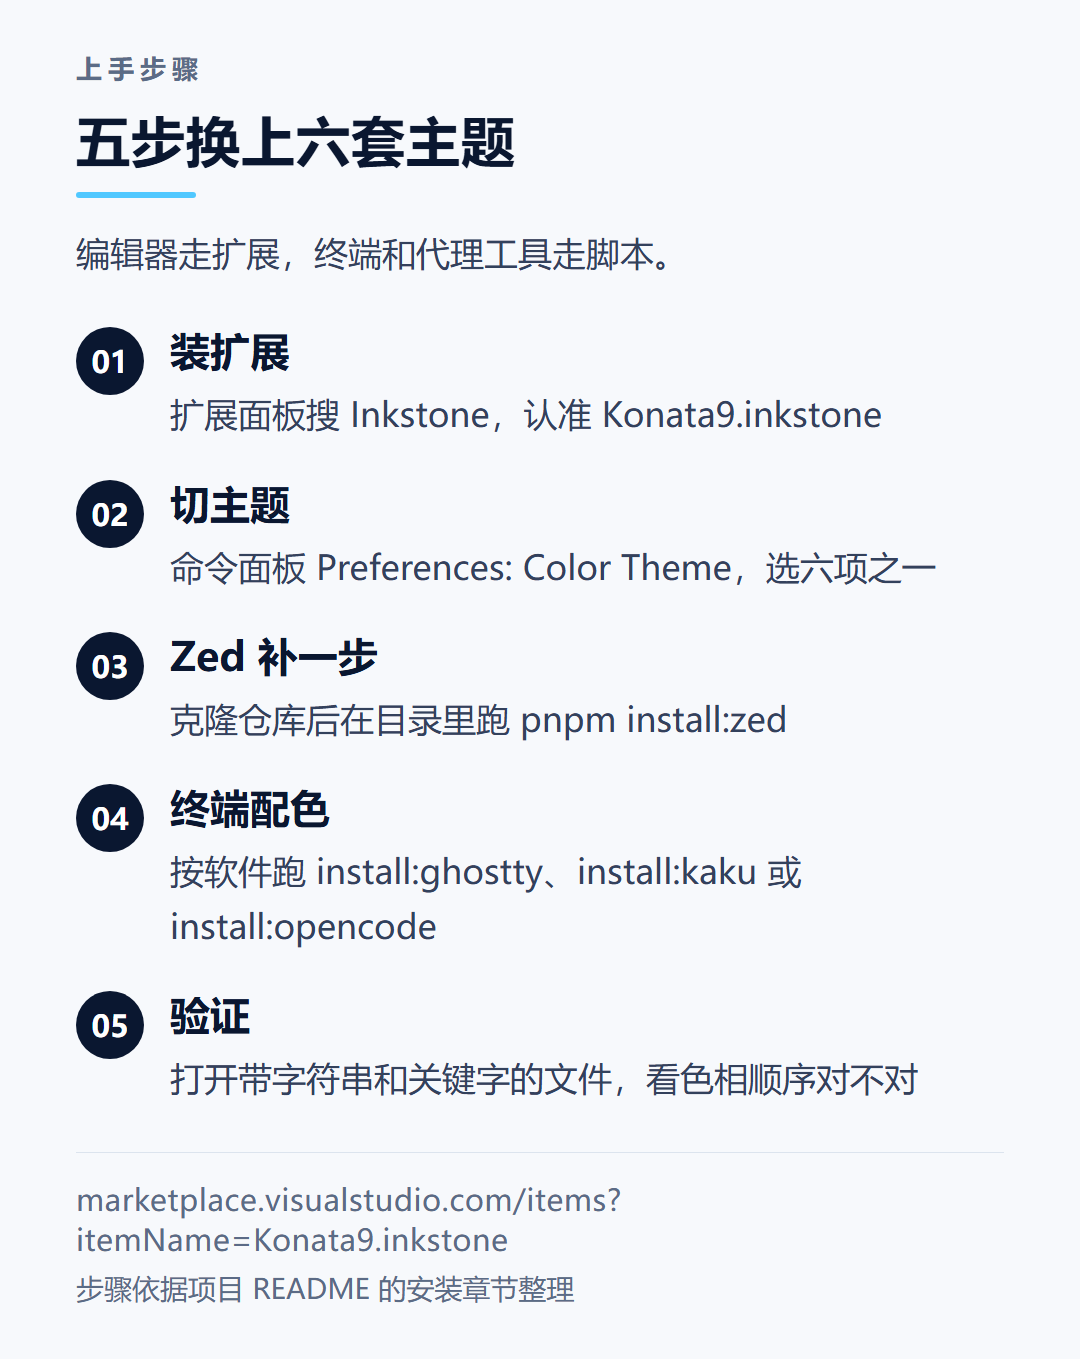 上手步骤
五步换上六套主题
编辑器走扩展，终端和代理工具走脚本。
01
装扩展
扩展面板搜 Inkstone，认准 Konata9.inkstone
02
切主题
命令面板 Preferences: Color Theme，选六项之一
03
Zed 补一步
克隆仓库后在目录里跑 pnpm install:zed
04
终端配色
按软件跑 install:ghostty、install:kaku 或
install:opencode
05
验证
打开带字符串和关键字的文件，看色相顺序对不对
marketplace.visualstudio.com/items?
itemName=Konata9.inkstone
步骤依据项目 README 的安装章节整理